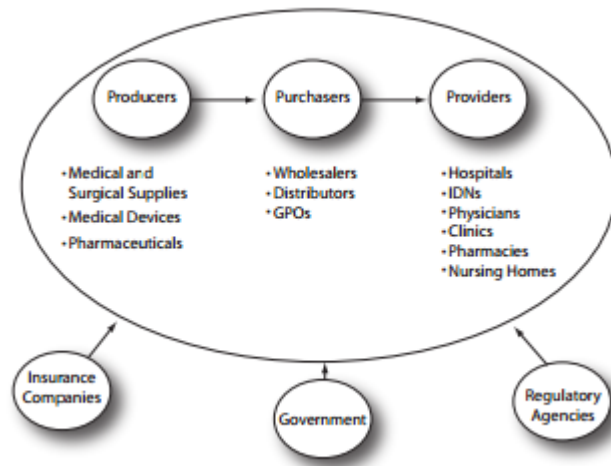 Producers
Purchasers
Providers
• Medical and
Surgical Supplies
• Medical Devices
• Pharmaceuticals
• Wholesalers
• Distributors
• GPOs
• Hospitals
• IDNs
• Physicians
• Clinics
• Pharmacies
• Nursing Homes
Insurance
Companies
Government
Regulatory
Agencies